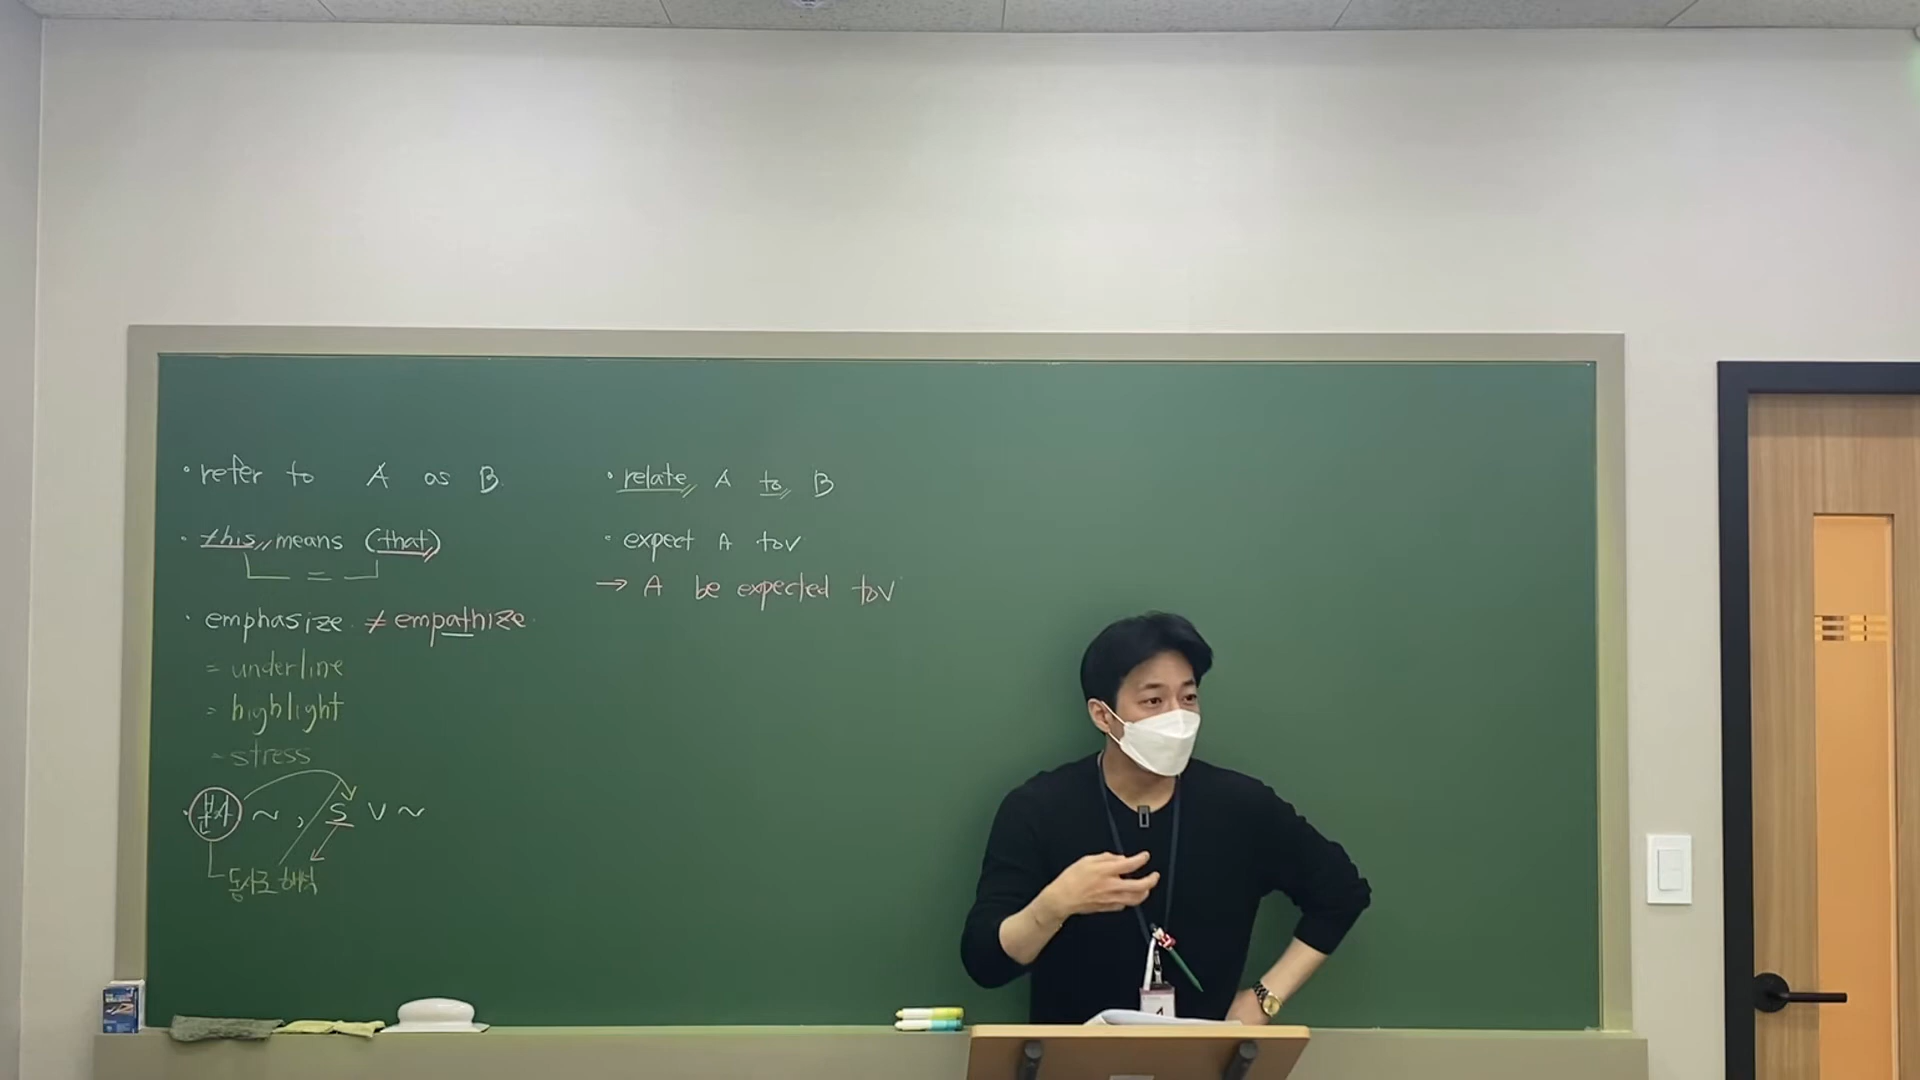 · refer to A as B
· this means (that)
=
· emphasize ≠ empathize
= underline
= highlight
= stress
· 분사 ~ , S V ~
동사로 해석
· relate A to B
· expect A to V
→ A be expected to V